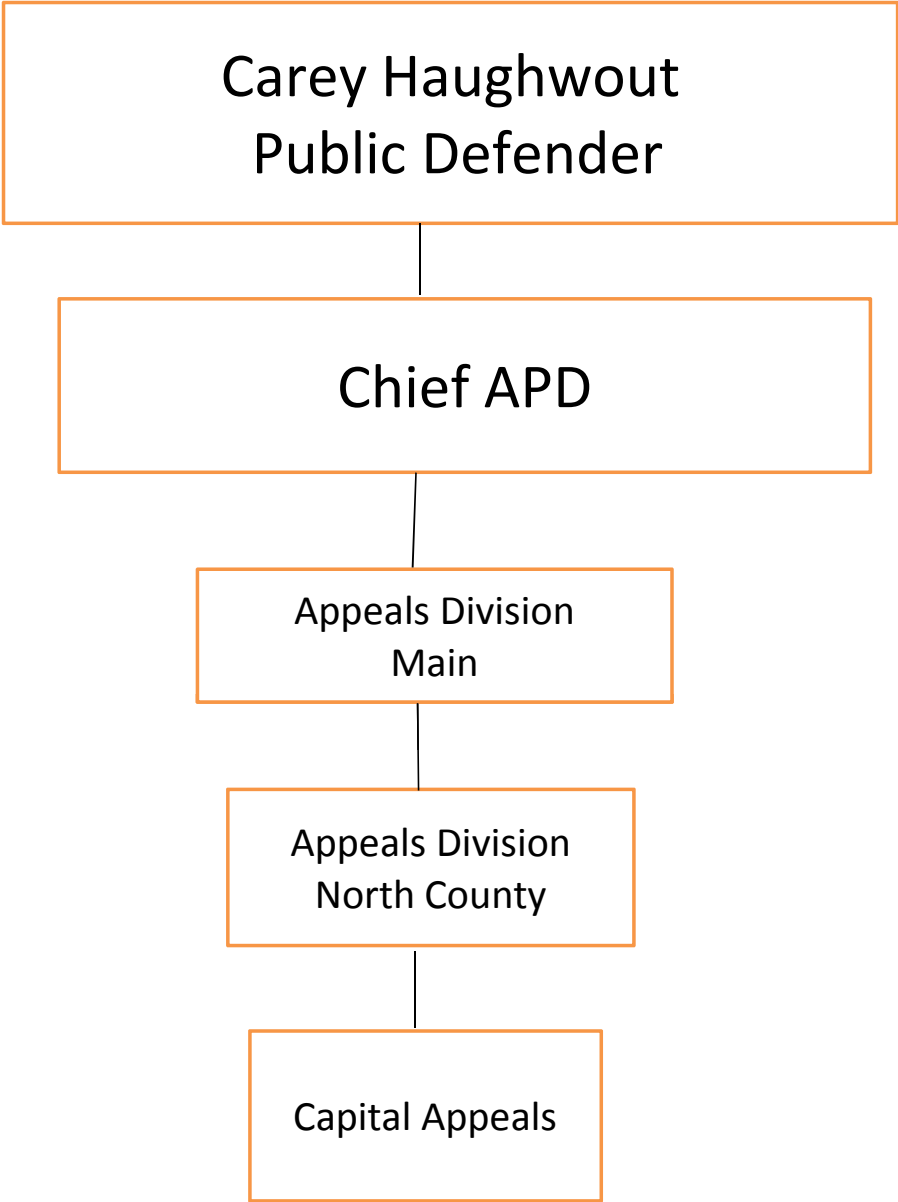 Carey Haughwout
Public Defender
Chief APD
Appeals Division
Main
Appeals Division
North County
Capital Appeals